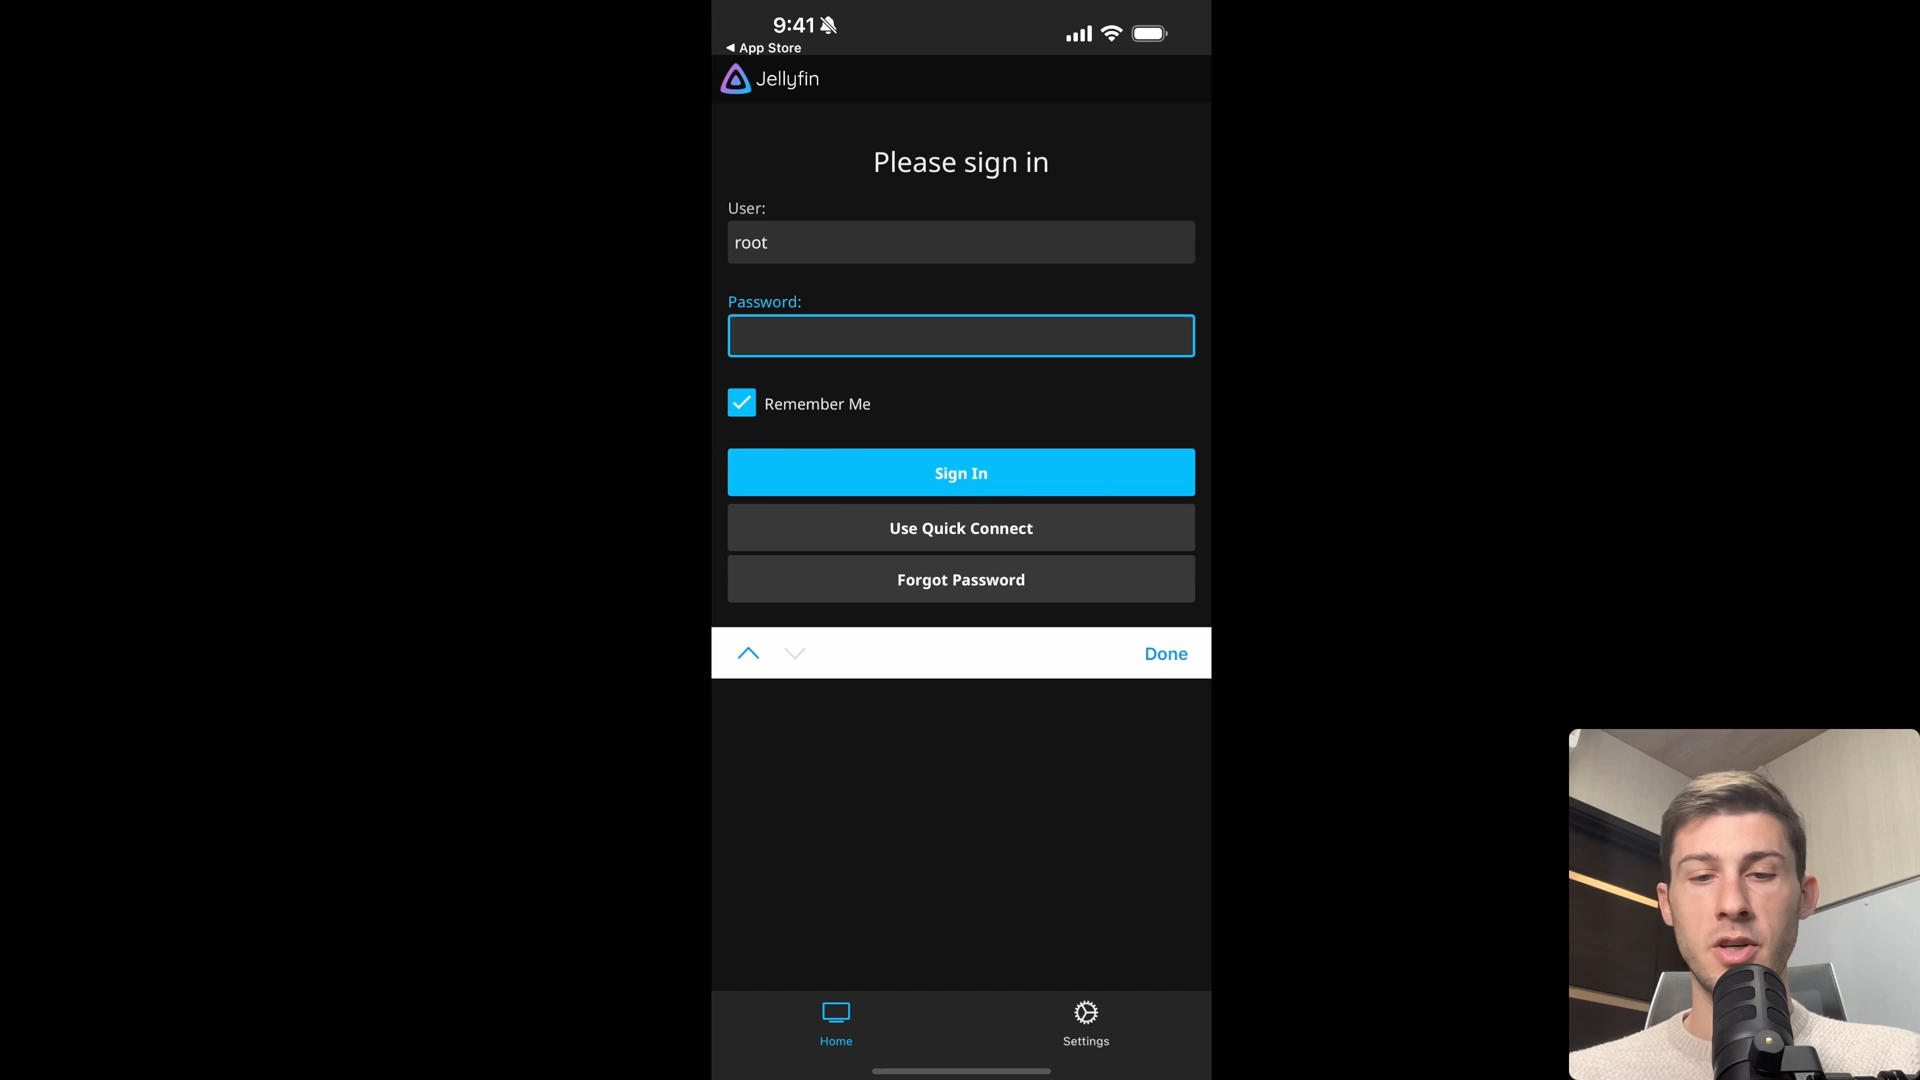 9:41
App Store
Jellyfin
Please sign in
User:
root
Password:
Remember Me
Sign In
Use Quick Connect
Forgot Password
Done
Home
Settings